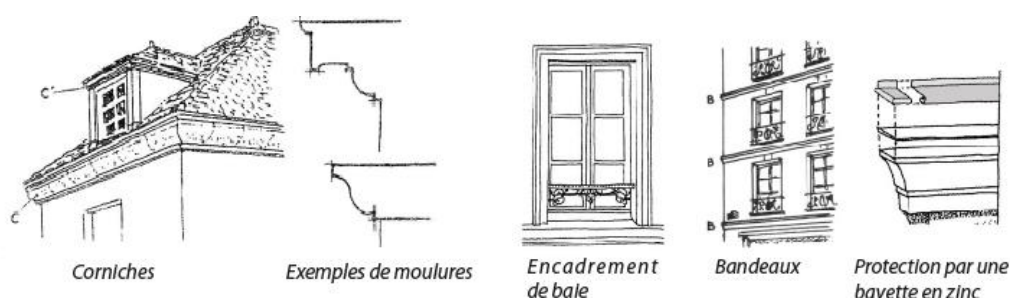 C'
C
B
B
B
Corniches
Exemples de moulures
Encadrement
de baie
Bandeaux
Protection par une
bavette en zinc